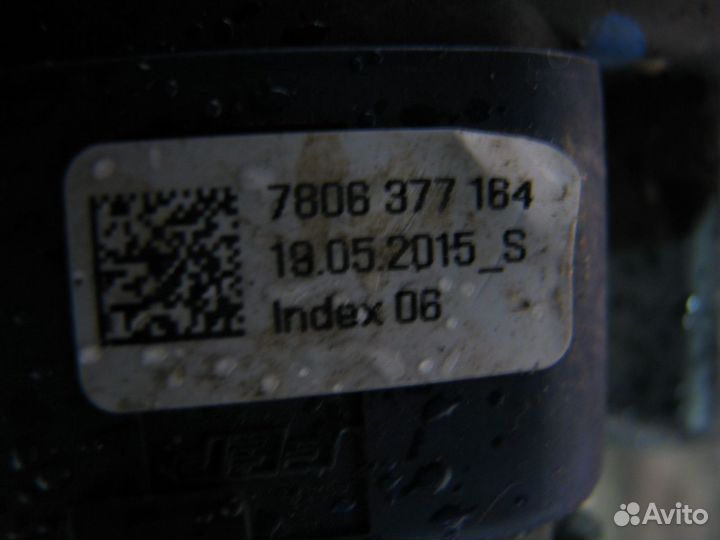 7806 377 164
19.05.2015_S
Index 06
Avito